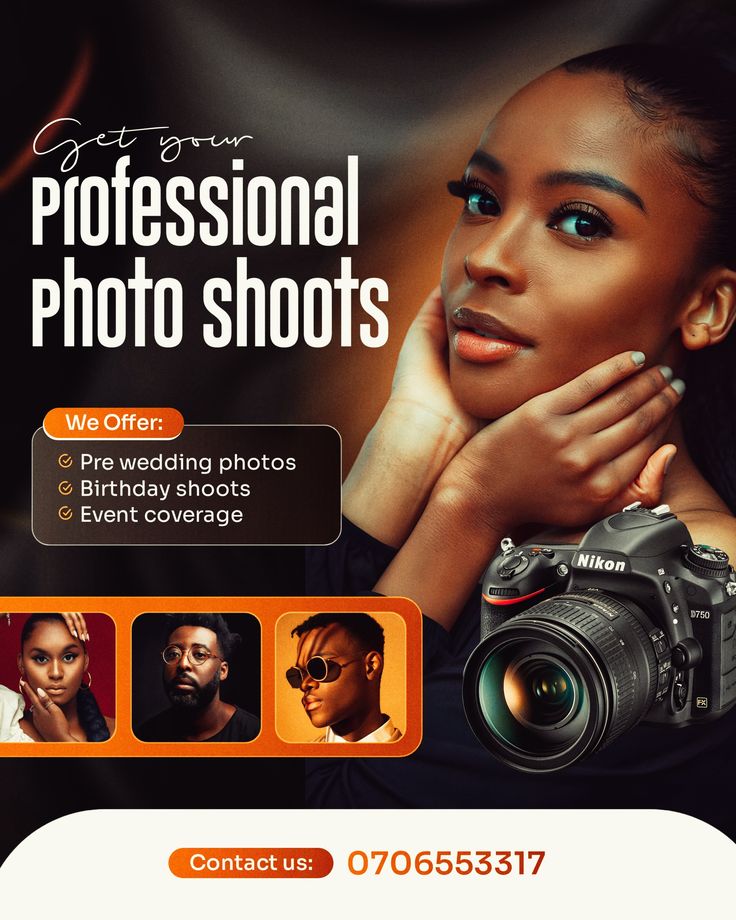 Get your
Professional
Photo shoots
We Offer:
Pre wedding photos
Birthday shoots
Event coverage
Nikon
D750
FX
Contact us: 0706553317